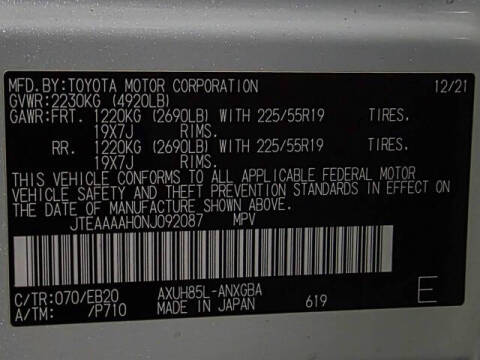 MFD.BY:TOYOTA MOTOR CORPORATION 12/21
GVWR:2230KG (4920LB)
GAWR:FRT. 1220KG (2690LB) WITH 225/55R19 TIRES.
19X7J RIMS.
RR. 1220KG (2690LB) WITH 225/55R19 TIRES.
19X7J RIMS.
THIS VEHICLE CONFORMS TO ALL APPLICABLE FEDERAL MOTOR
VEHICLE SAFETY AND THEFT PREVENTION STANDARDS IN EFFECT ON
THE DATE OF MANUFACTURE SHOWN ABOVE.
JTEAAAAH0NJ092087 MPV
C/TR:070/EB20 AXUH85L-ANXGBA
A/TM: /P710 MADE IN JAPAN 619 E